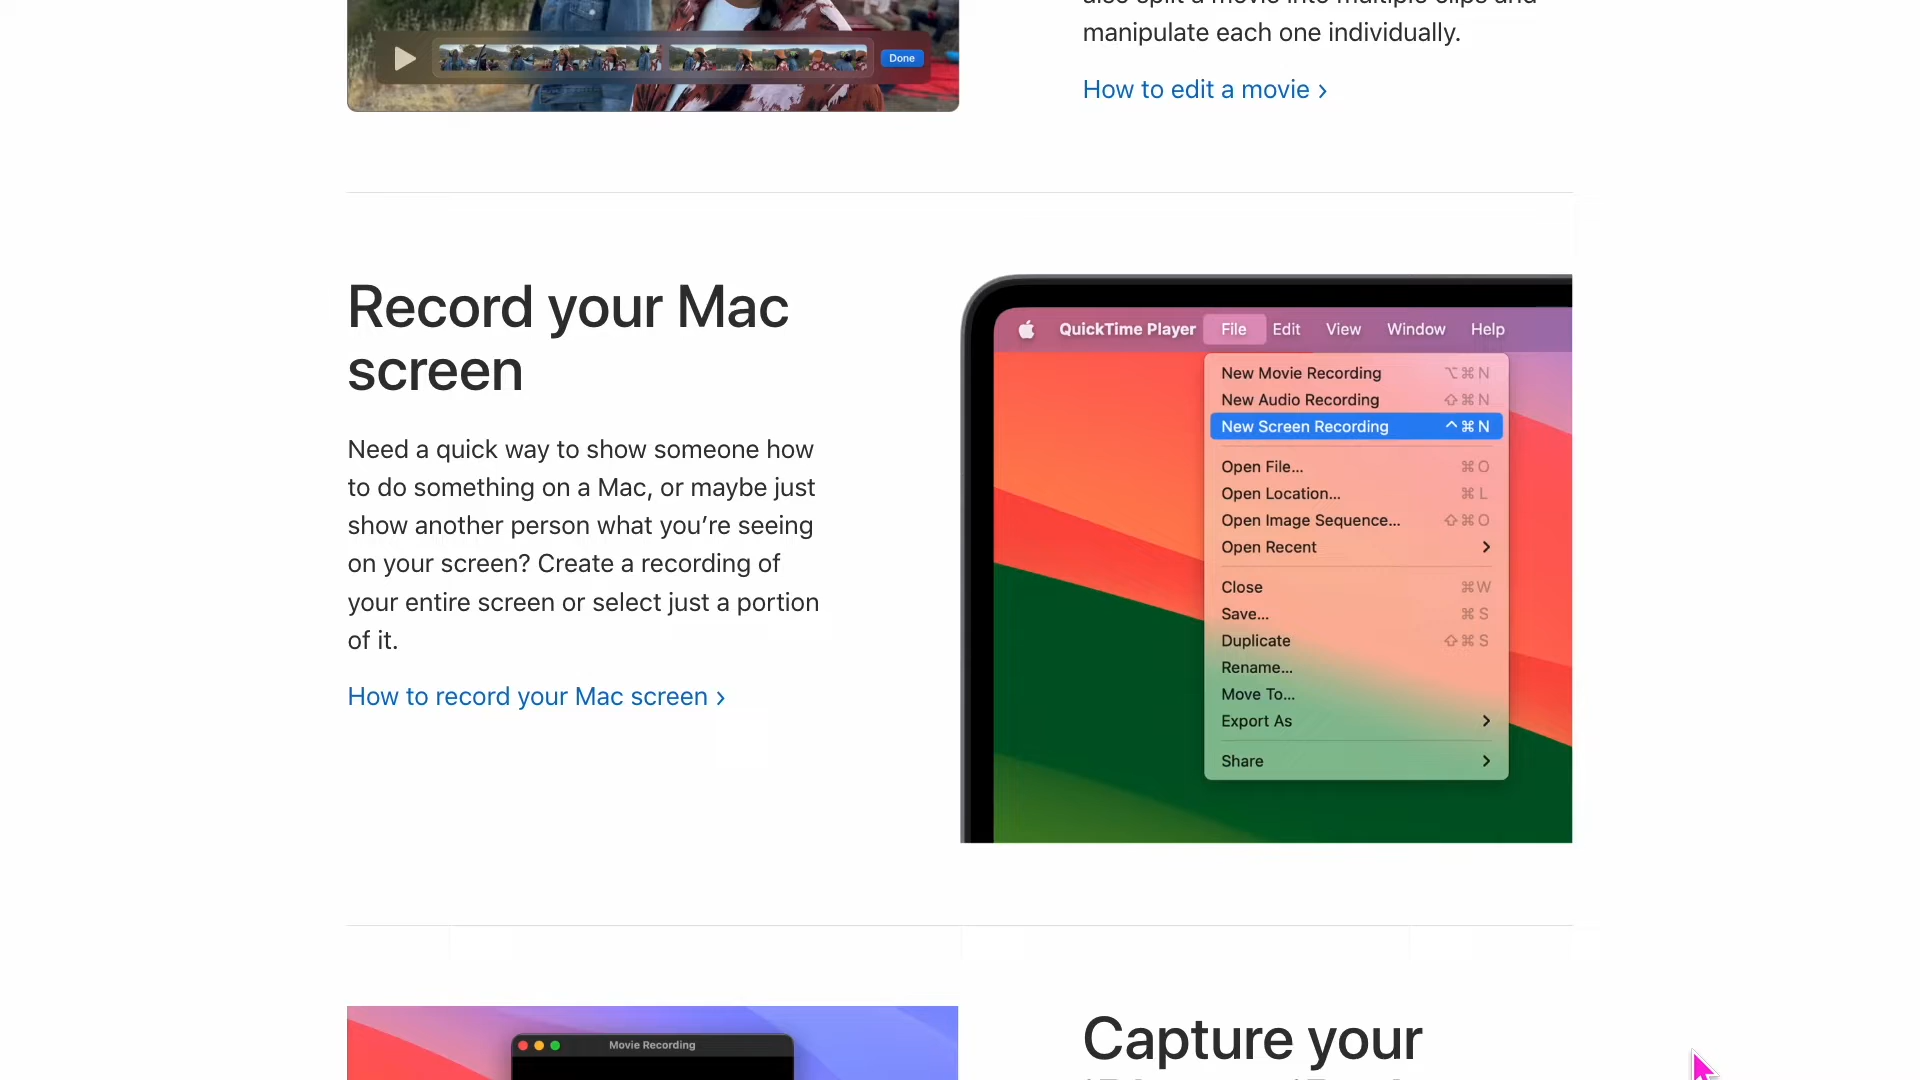 manipulate each one individually.
Done
How to edit a movie ›
Record your Mac
screen
Need a quick way to show someone how
to do something on a Mac, or maybe just
show another person what you’re seeing
on your screen? Create a recording of
your entire screen or select just a portion
of it.
How to record your Mac screen ›
QuickTime Player File Edit View Window Help
New Movie Recording ⌥⌘N
New Audio Recording ⇧⌘N
New Screen Recording ^⌘N
Open File... ⌘O
Open Location... ⌘L
Open Image Sequence... ⇧⌘O
Open Recent >
Close ⌘W
Save... ⌘S
Duplicate ⇧⌘S
Rename...
Move To...
Export As >
Share >
Movie Recording
Capture your